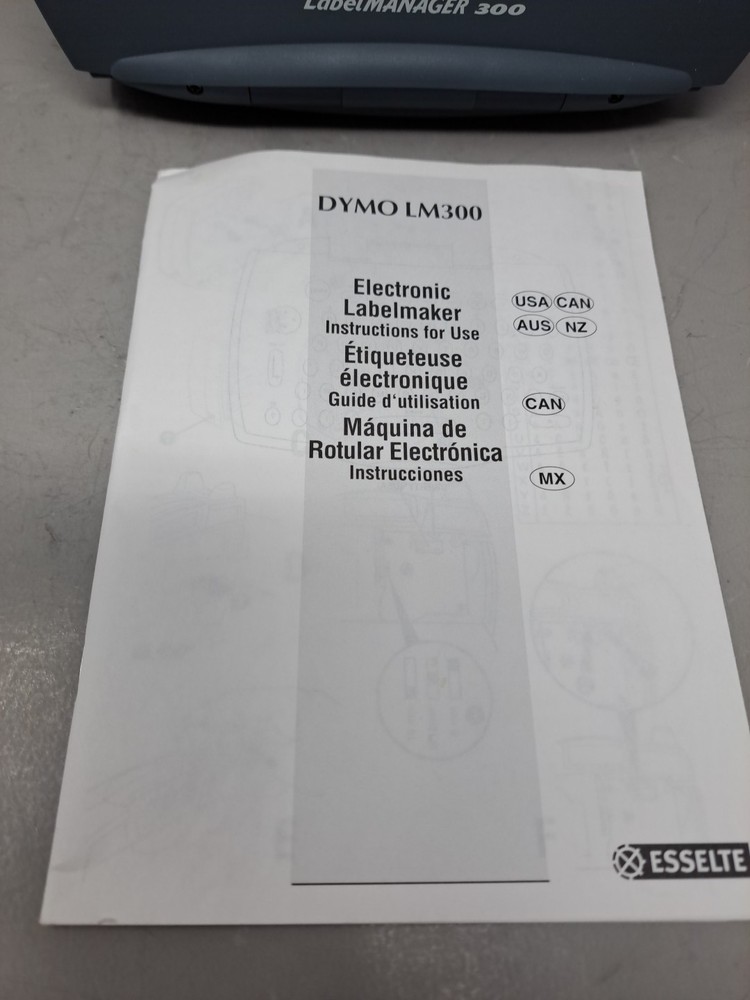 LabelMANAGER 300
DYMO LM300
Electronic
Labelmaker
Instructions for Use
USA CAN
AUS NZ
Étiqueteuse
électronique
Guide d'utilisation
CAN
Máquina de
Rotular Electrónica
Instrucciones
MX
ESSELTE